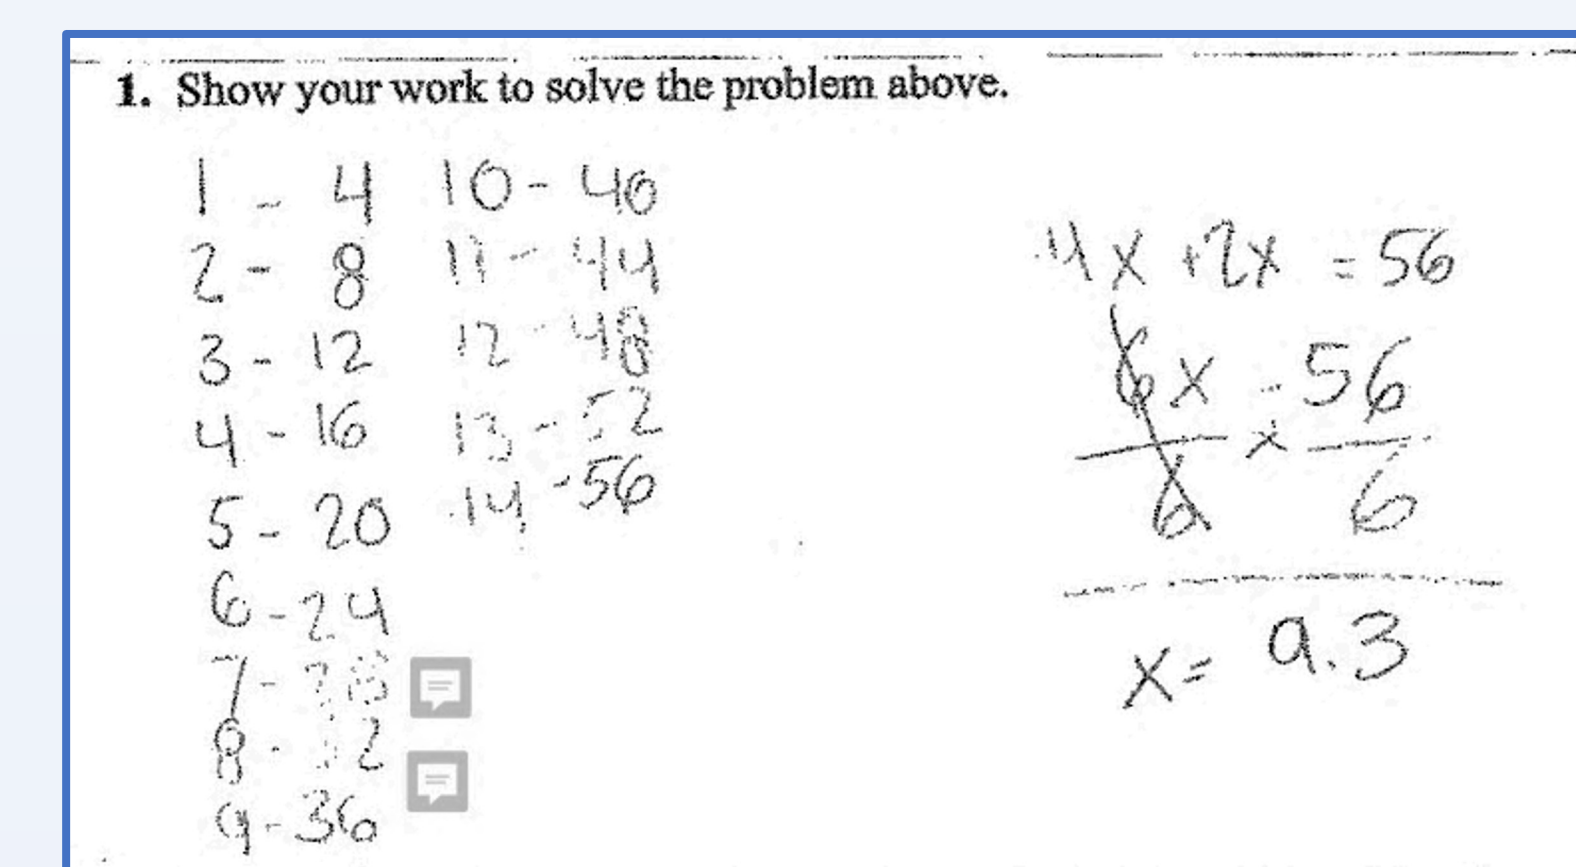 1. Show your work to solve the problem above.
1 - 4
2 - 8
3 - 12
4 - 16
5 - 20
6 - 24
7 - 28
8 - 32
9 - 36
10 - 40
11 - 44
12 - 48
13 - 52
14 - 56
4x + 2x = 56
6x = 56
6 6
x = 9.3